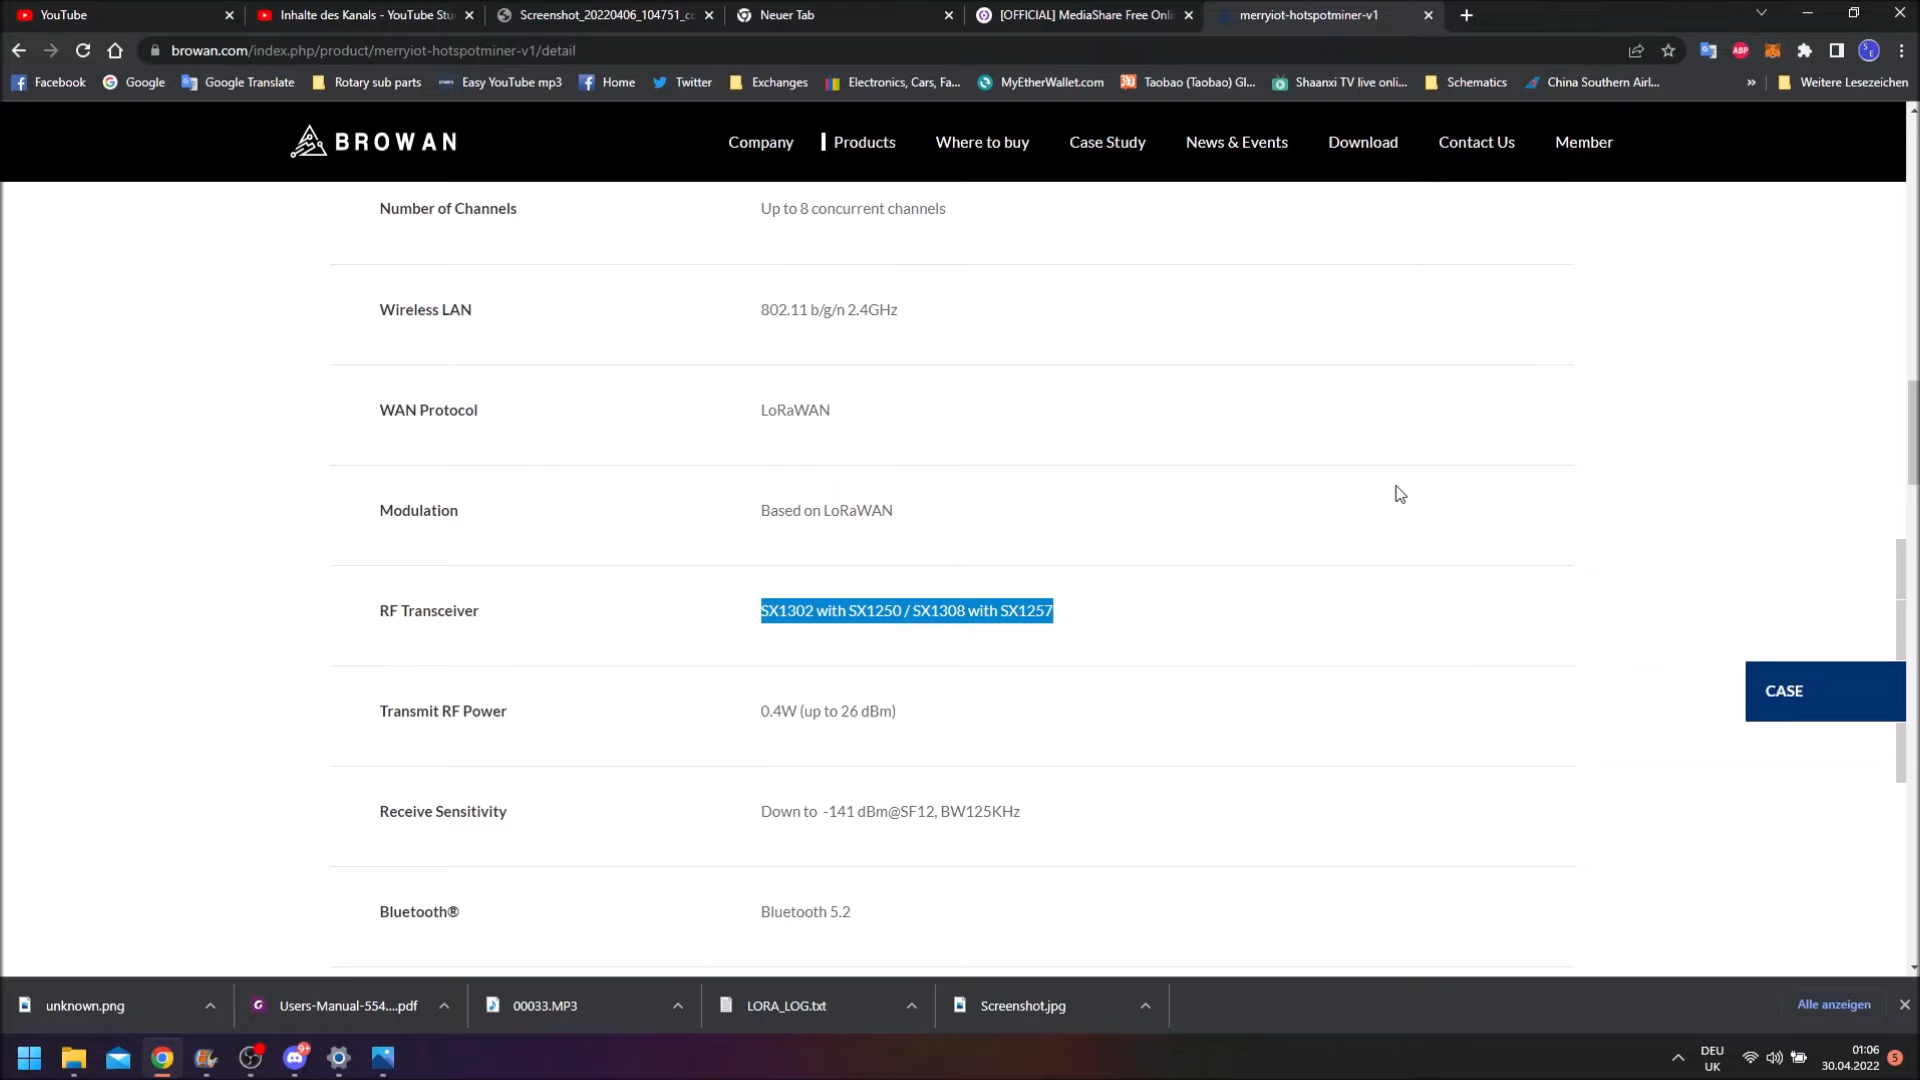 YouTube
Inhalte des Kanals - YouTube Stu
Screenshot_20220406_104751_co
Neuer Tab
[OFFICIAL] MediaShare Free Onli
merryiot-hotspotminer-v1
browan.com/index.php/product/merryiot-hotspotminer-v1/detail
ABP
Facebook
Google
Google Translate
Rotary sub parts
Easy YouTube mp3
Home
Twitter
Exchanges
Electronics, Cars, Fa...
MyEtherWallet.com
Taobao (Taobao) Gl...
Shaanxi TV live onli...
Schematics
China Southern Airl...
»
Weitere Lesezeichen
BROWAN
Company
Products
Where to buy
Case Study
News & Events
Download
Contact Us
Member
Number of Channels
Up to 8 concurrent channels
Wireless LAN
802.11 b/g/n 2.4GHz
WAN Protocol
LoRaWAN
Modulation
Based on LoRaWAN
RF Transceiver
SX1302 with SX1250 / SX1308 with SX1257
CASE
Transmit RF Power
0.4W (up to 26 dBm)
Receive Sensitivity
Down to -141 dBm@SF12, BW125KHz
Bluetooth®
Bluetooth 5.2
unknown.png
Users-Manual-554....pdf
00033.MP3
LORA_LOG.txt
Screenshot.jpg
Alle anzeigen
9+
DEU
UK
01:06
30.04.2022
5